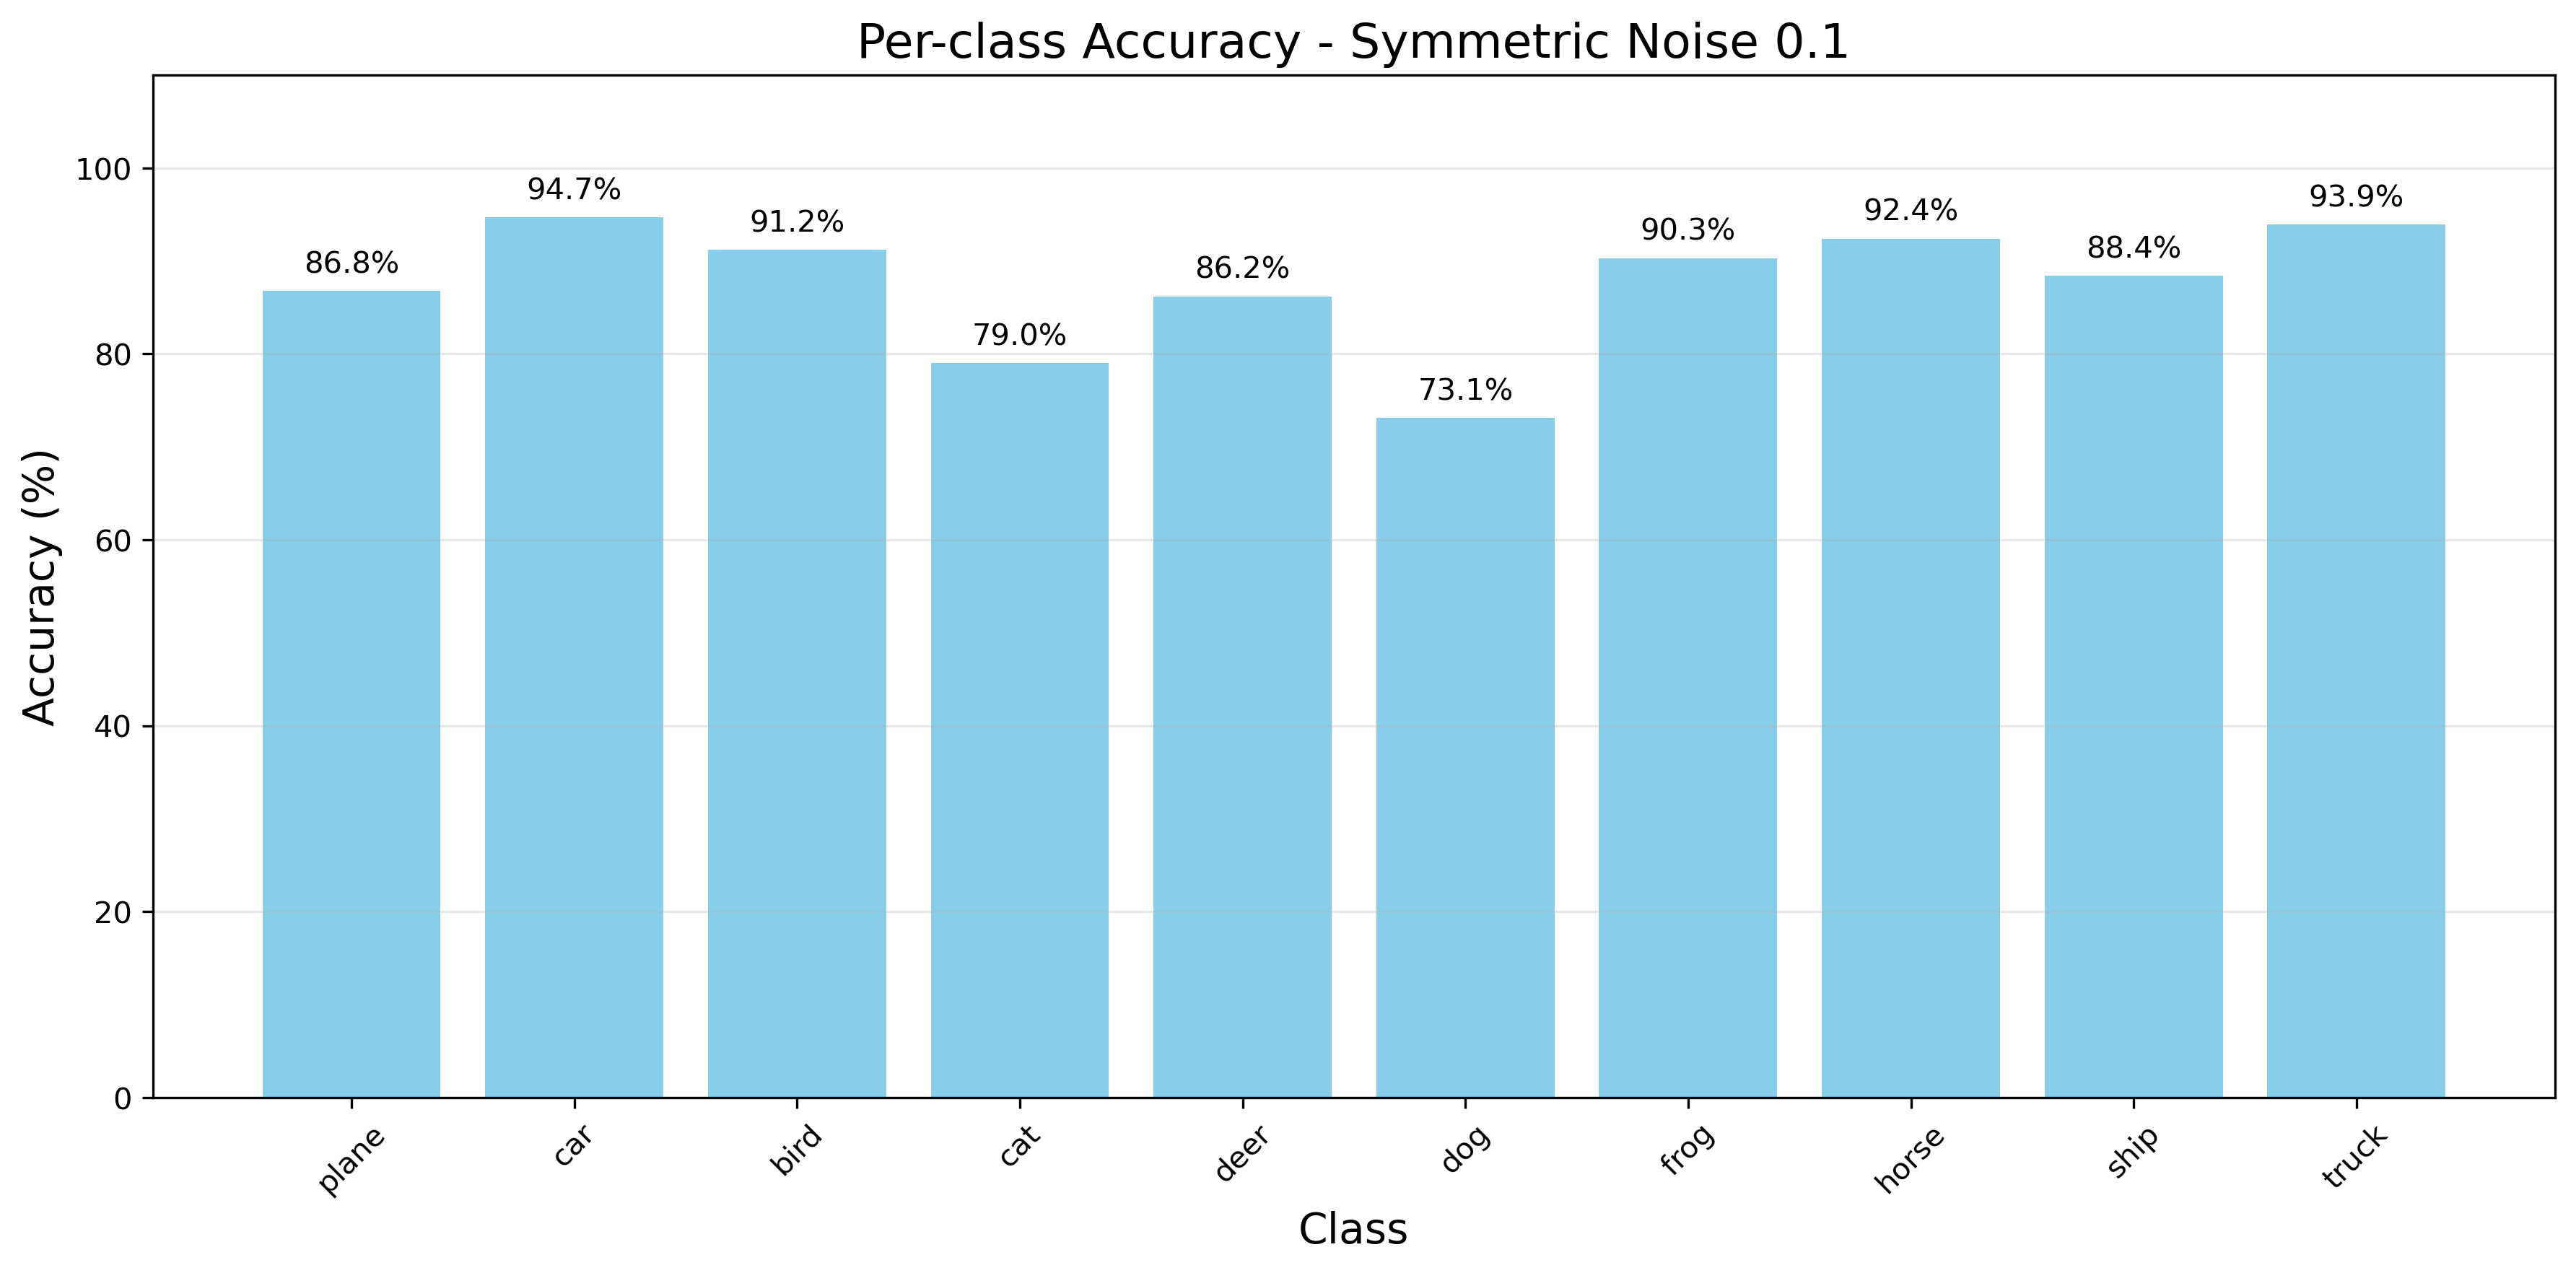 Per-class Accuracy - Symmetric Noise 0.1
Accuracy (%)
100
80
60
40
20
0
86.8%
94.7%
91.2%
79.0%
86.2%
73.1%
90.3%
92.4%
88.4%
93.9%
plane
car
bird
cat
deer
dog
frog
horse
ship
truck
Class